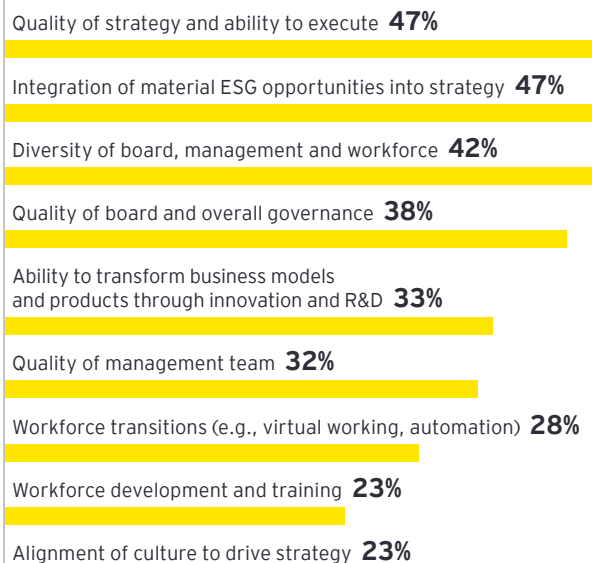 Quality of strategy and ability to execute 47%
Integration of material ESG opportunities into strategy 47%
Diversity of board, management and workforce 42%
Quality of board and overall governance 38%
Ability to transform business models
and products through innovation and R&D 33%
Quality of management team 32%
Workforce transitions (e.g., virtual working, automation) 28%
Workforce development and training 23%
Alignment of culture to drive strategy 23%